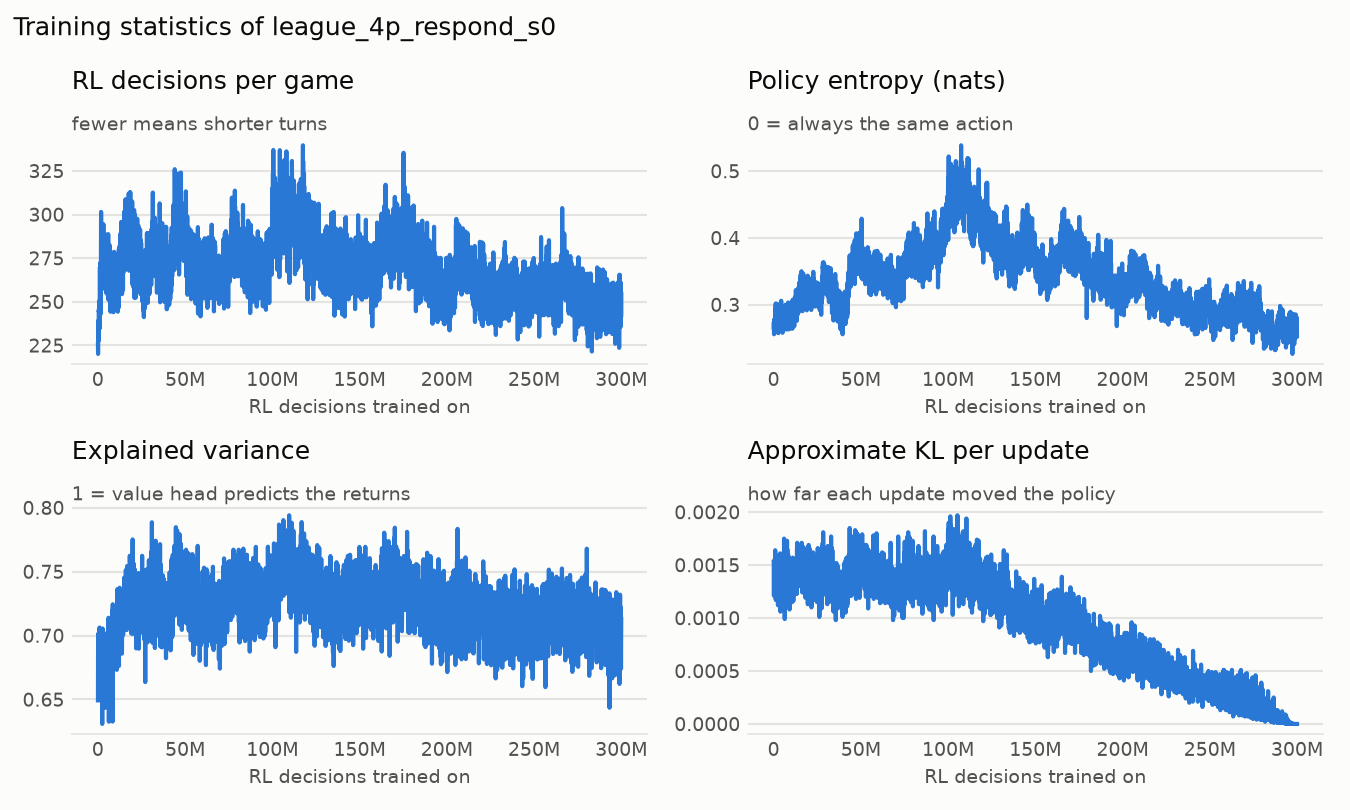 Training statistics of league_4p_respond_s0
RL decisions per game
fewer means shorter turns
325
300
275
250
225
0 50M 100M 150M 200M 250M 300M
RL decisions trained on
Policy entropy (nats)
0 = always the same action
0.5
0.4
0.3
0 50M 100M 150M 200M 250M 300M
RL decisions trained on
Explained variance
1 = value head predicts the returns
0.80
0.75
0.70
0.65
0 50M 100M 150M 200M 250M 300M
RL decisions trained on
Approximate KL per update
how far each update moved the policy
0.0020
0.0015
0.0010
0.0005
0.0000
0 50M 100M 150M 200M 250M 300M
RL decisions trained on